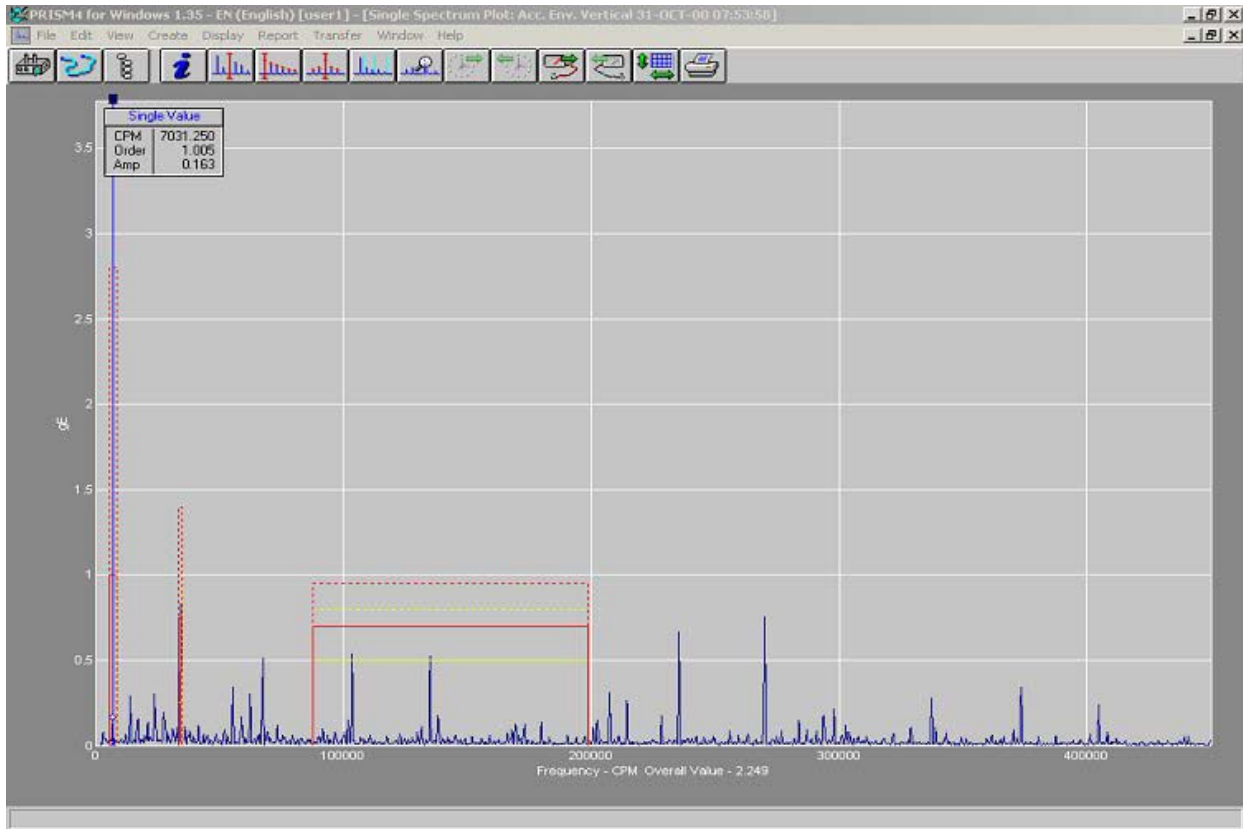 PRISM4 for Windows 1.35 - EN (English) [user1] - [Single Spectrum Plot: Acc. Env. Vertical 31-OCT-00 07:53:58]
File Edit View Create Display Report Transfer Window Help
Single Value
CPM 7031.250
Order 1.005
Amp 0.163
3.5
3
2.5
2
gE
1.5
1
0.5
0
0 100000 200000 300000 400000
Frequency - CPM Overall Value - 2.249